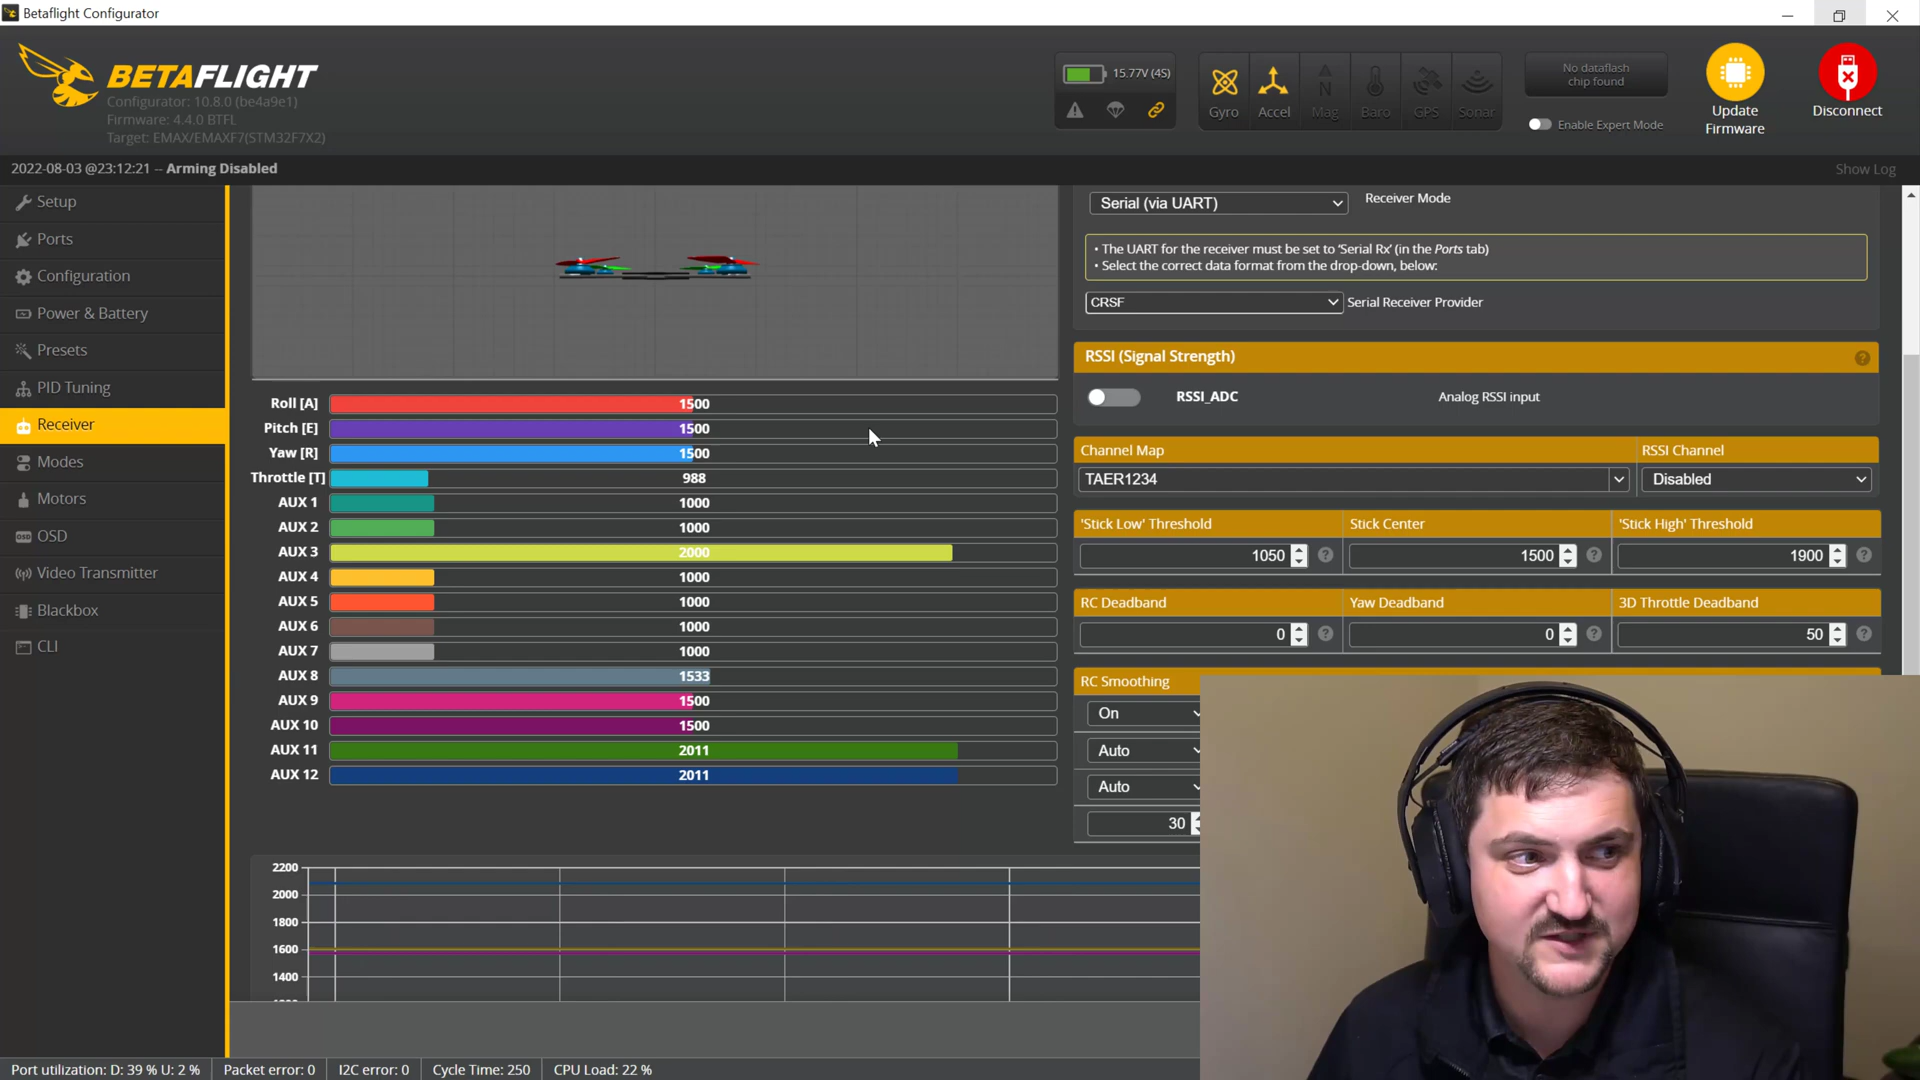 Betaflight Configurator
BETAFLIGHT
Configurator: 10.8.0 (be4a9e1)
Firmware: 4.4.0 BTFL
Target: EMAX/EMAXF7(STM32F7X2)
15.77V (4S)
Gyro
Accel
Mag
Baro
GPS
Sonar
No dataflash
chip found
Enable Expert Mode
Update
Firmware
Disconnect
2022-08-03 @23:12:21 -- Arming Disabled
Show Log
Setup
Ports
Configuration
Power & Battery
Presets
PID Tuning
Receiver
Modes
Motors
OSD
OSD
Video Transmitter
Blackbox
CLI
Roll [A] 1500
Pitch [E] 1500
Yaw [R] 1500
Throttle [T] 988
AUX 1 1000
AUX 2 1000
AUX 3 2000
AUX 4 1000
AUX 5 1000
AUX 6 1000
AUX 7 1000
AUX 8 1533
AUX 9 1500
AUX 10 1500
AUX 11 2011
AUX 12 2011
2200
2000
1800
1600
1400
Serial (via UART) Receiver Mode
• The UART for the receiver must be set to 'Serial Rx' (in the Ports tab)
• Select the correct data format from the drop-down, below:
CRSF Serial Receiver Provider
RSSI (Signal Strength)
RSSI_ADC Analog RSSI input
Channel Map RSSI Channel
TAER1234 Disabled
'Stick Low' Threshold Stick Center 'Stick High' Threshold
1050 1500 1900
RC Deadband Yaw Deadband 3D Throttle Deadband
0 0 50
RC Smoothing
On
Auto
Auto
30
Port utilization: D: 39 % U: 2 % Packet error: 0 I2C error: 0 Cycle Time: 250 CPU Load: 22 %